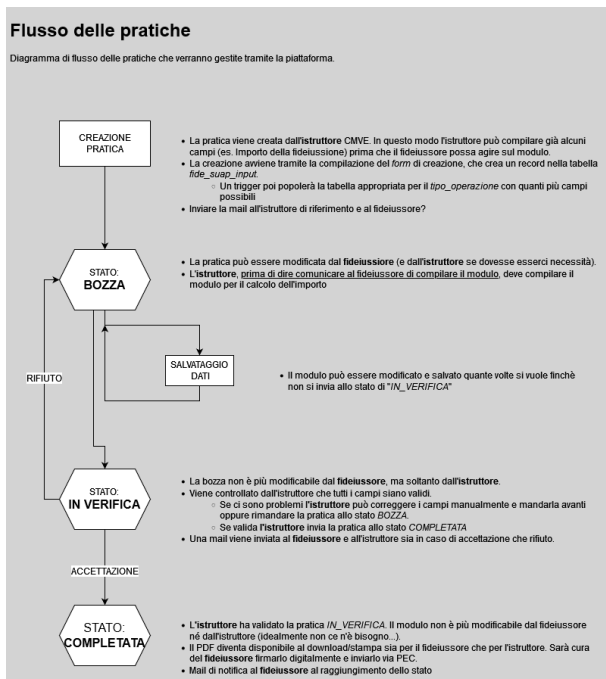 Flusso delle pratiche
Diagramma di flusso delle pratiche che verranno gestite tramite la piattaforma.
CREAZIONE
PRATICA
• La pratica viene creata dall'istruttore CMVE. In questo modo l'istruttore può compilare già alcuni
campi (es. Importo della fideiussione) prima che il fideiussore possa agire sul modulo.
• La creazione avviene tramite la compilazione del form di creazione, che crea un record nella tabella
fide_suap_input.
◦ Un trigger poi popolerà la tabella appropriata per il tipo_operazione con quanti più campi
possibili
• Inviare la mail all'istruttore di riferimento e al fideiussore?
STATO:
BOZZA
• La pratica può essere modificata dal fideiussiore (e dall'istruttore se dovesse esserci necessità).
• L'istruttore, prima di dire comunicare al fideiussore di compilare il modulo, deve compilare il
modulo per il calcolo dell'importo
SALVATAGGIO
DATI
RIFIUTO
• Il modulo può essere modificato e salvato quante volte si vuole finchè
non si invia allo stato di "IN_VERIFICA"
STATO:
IN VERIFICA
• La bozza non è più modificabile dal fideiussore, ma soltanto dall'istruttore.
• Viene controllato dall'istruttore che tutti i campi siano validi.
◦ Se ci sono problemi l'istruttore può correggere i campi manualmente e mandarla avanti
oppure rimandare la pratica allo stato BOZZA.
◦ Se valida l'istruttore invia la pratica allo stato COMPLETATA
• Una mail viene inviata al fideiussore e all'istruttore sia in caso di accettazione che rifiuto.
ACCETTAZIONE
STATO:
COMPLETATA
• L'istruttore ha validato la pratica IN_VERIFICA. Il modulo non è più modificabile dal fideiussore
né dall'istruttore (idealmente non ce n'è bisogno...).
• Il PDF diventa disponibile al download/stampa sia per il fideiussore che per l'istruttore. Sarà cura
del fideiussore firmarlo digitalmente e inviarlo via PEC.
• Mail di notifica al fideiussore al raggiungimento dello stato